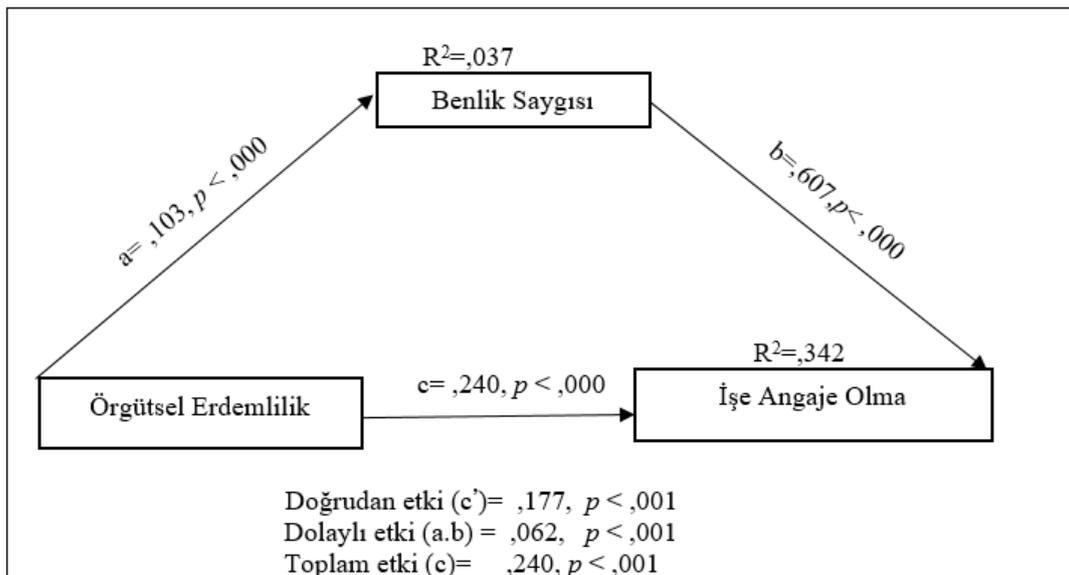 R²=,037
Benlik Saygısı
a= ,103, p < ,000
b=,607,p< ,000
R²=,342
Örgütsel Erdemlilik
c= ,240, p < ,000
İşe Angaje Olma
Doğrudan etki (c’)= ,177, p < ,001
Dolaylı etki (a.b) = ,062, p < ,001
Toplam etki (c)= ,240, p < ,001